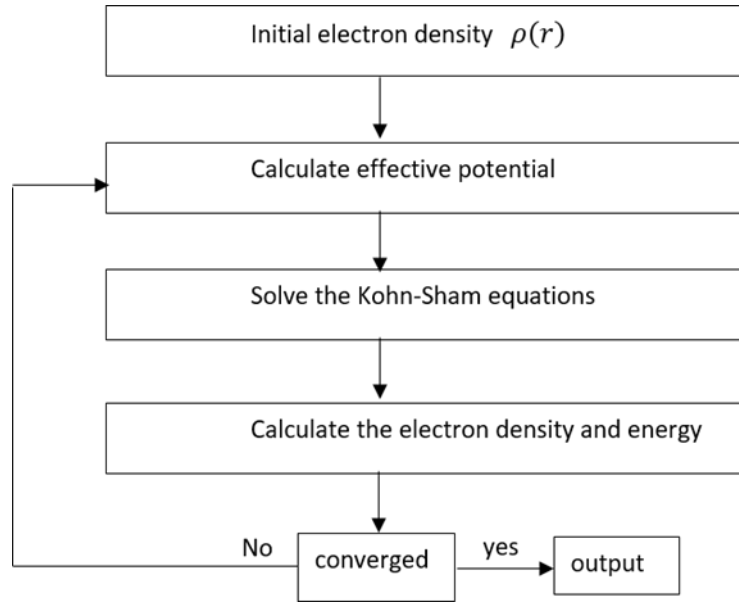 Initial electron density ρ(r)
Calculate effective potential
Solve the Kohn-Sham equations
Calculate the electron density and energy
No
converged
yes
output